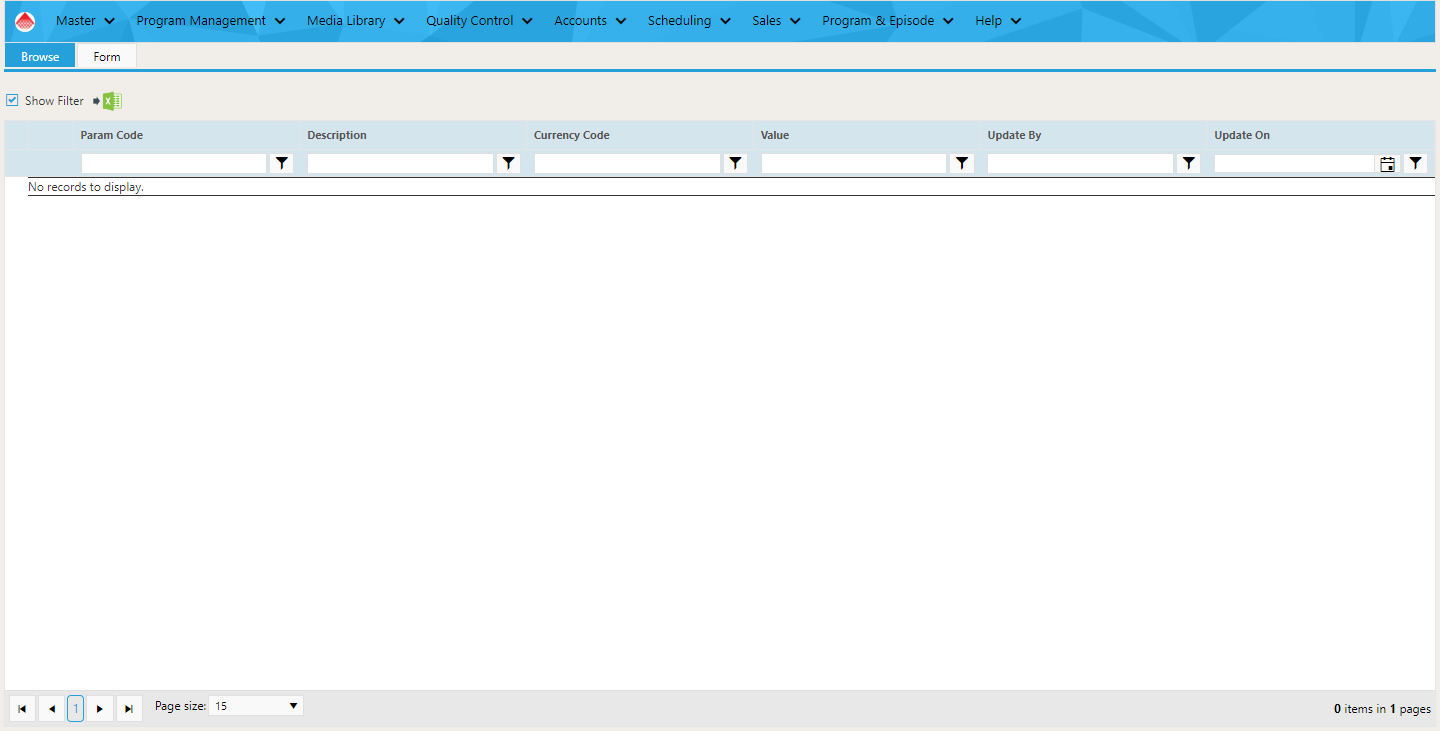 Master Program Management Media Library Quality Control Accounts Scheduling Sales Program & Episode Help
Browse Form
Show Filter
Param Code Description Currency Code Value Update By Update On
No records to display.
1 Page size: 15 0 items in 1 pages